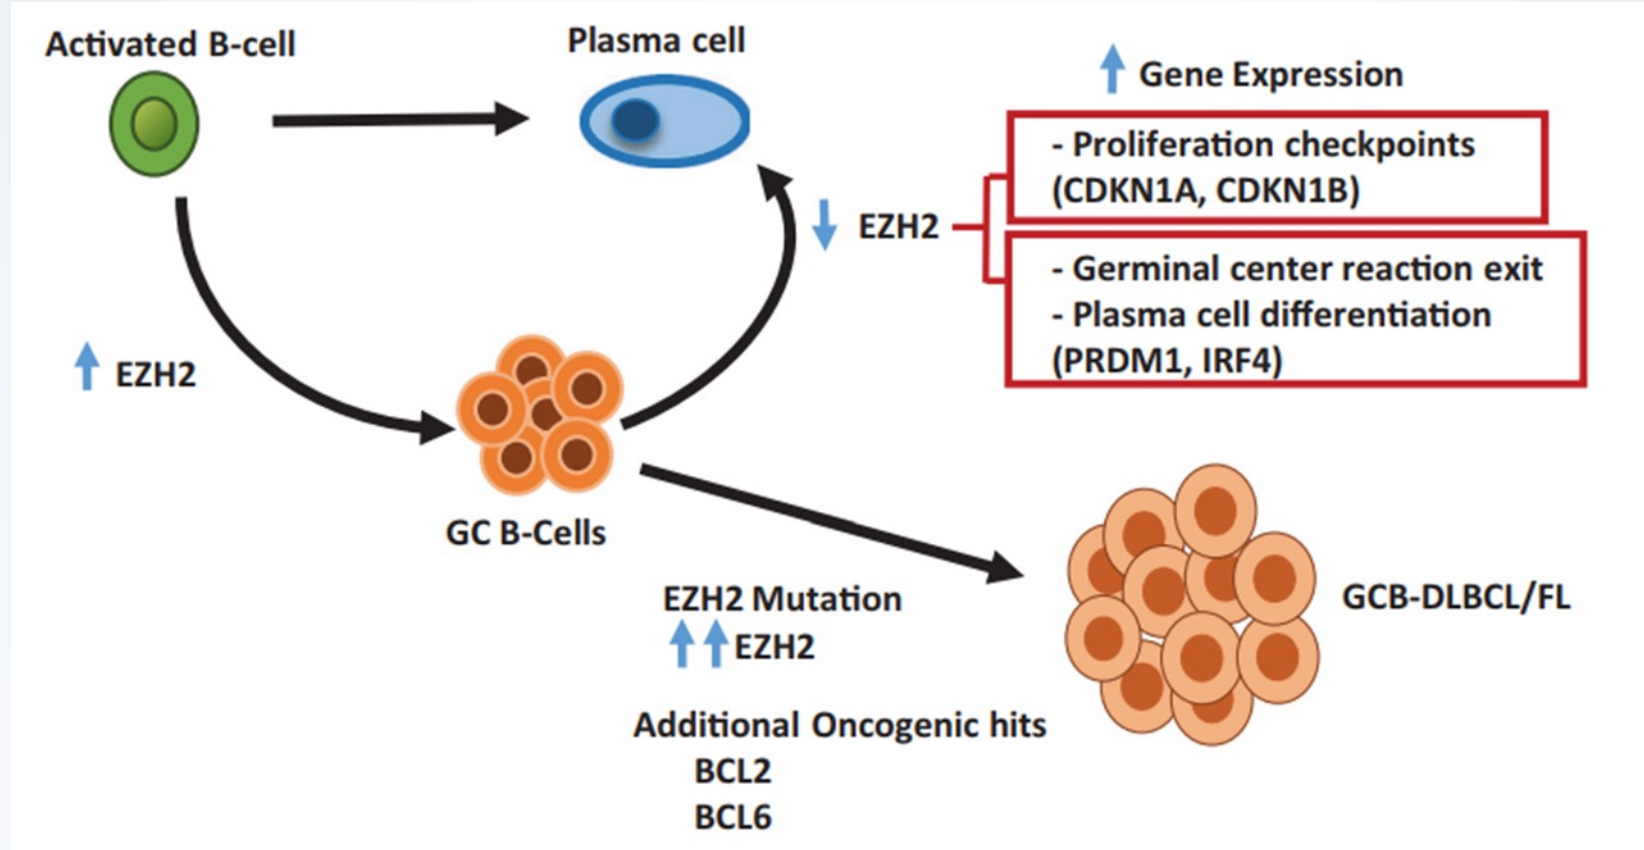 Activated B-cell
Plasma cell
Gene Expression
- Proliferation checkpoints
(CDKN1A, CDKN1B)
EZH2
- Germinal center reaction exit
- Plasma cell differentiation
(PRDM1, IRF4)
EZH2
GC B-Cells
EZH2 Mutation
EZH2
GCB-DLBCL/FL
Additional Oncogenic hits
BCL2
BCL6